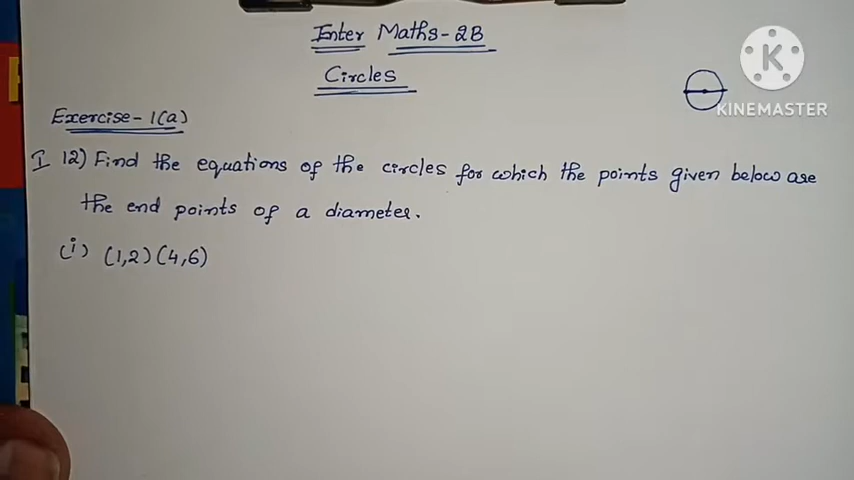 Inter Maths-2B
Circles
K
KINEMASTER
Exercise-1(a)
I 12) Find the equations of the circles for which the points given below are
the end points of a diameter.
(i) (1,2) (4,6)